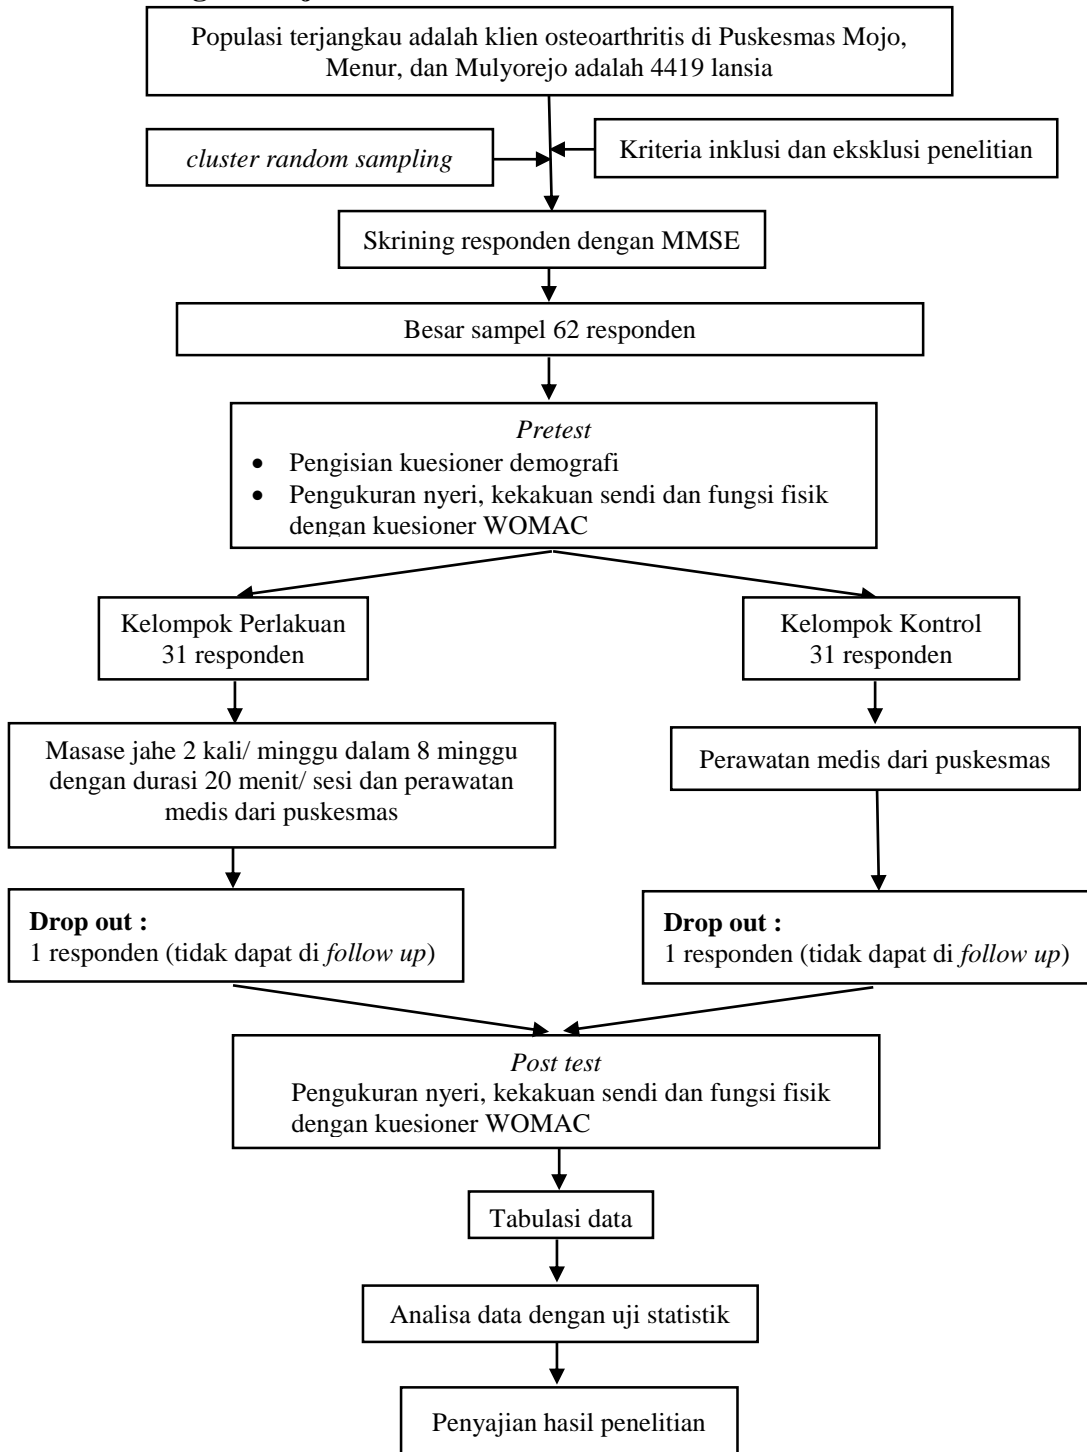 Populasi terjangkau adalah klien osteoarthritis di Puskesmas Mojo,
Menur, dan Mulyorejo adalah 4419 lansia
cluster random sampling
Kriteria inklusi dan eksklusi penelitian
Skrining responden dengan MMSE
Besar sampel 62 responden
Pretest
• Pengisian kuesioner demografi
• Pengukuran nyeri, kekakuan sendi dan fungsi fisik
dengan kuesioner WOMAC
Kelompok Perlakuan
31 responden
Kelompok Kontrol
31 responden
Masase jahe 2 kali/ minggu dalam 8 minggu
dengan durasi 20 menit/ sesi dan perawatan
medis dari puskesmas
Perawatan medis dari puskesmas
Drop out :
1 responden (tidak dapat di follow up)
Drop out :
1 responden (tidak dapat di follow up)
Post test
Pengukuran nyeri, kekakuan sendi dan fungsi fisik
dengan kuesioner WOMAC
Tabulasi data
Analisa data dengan uji statistik
Penyajian hasil penelitian